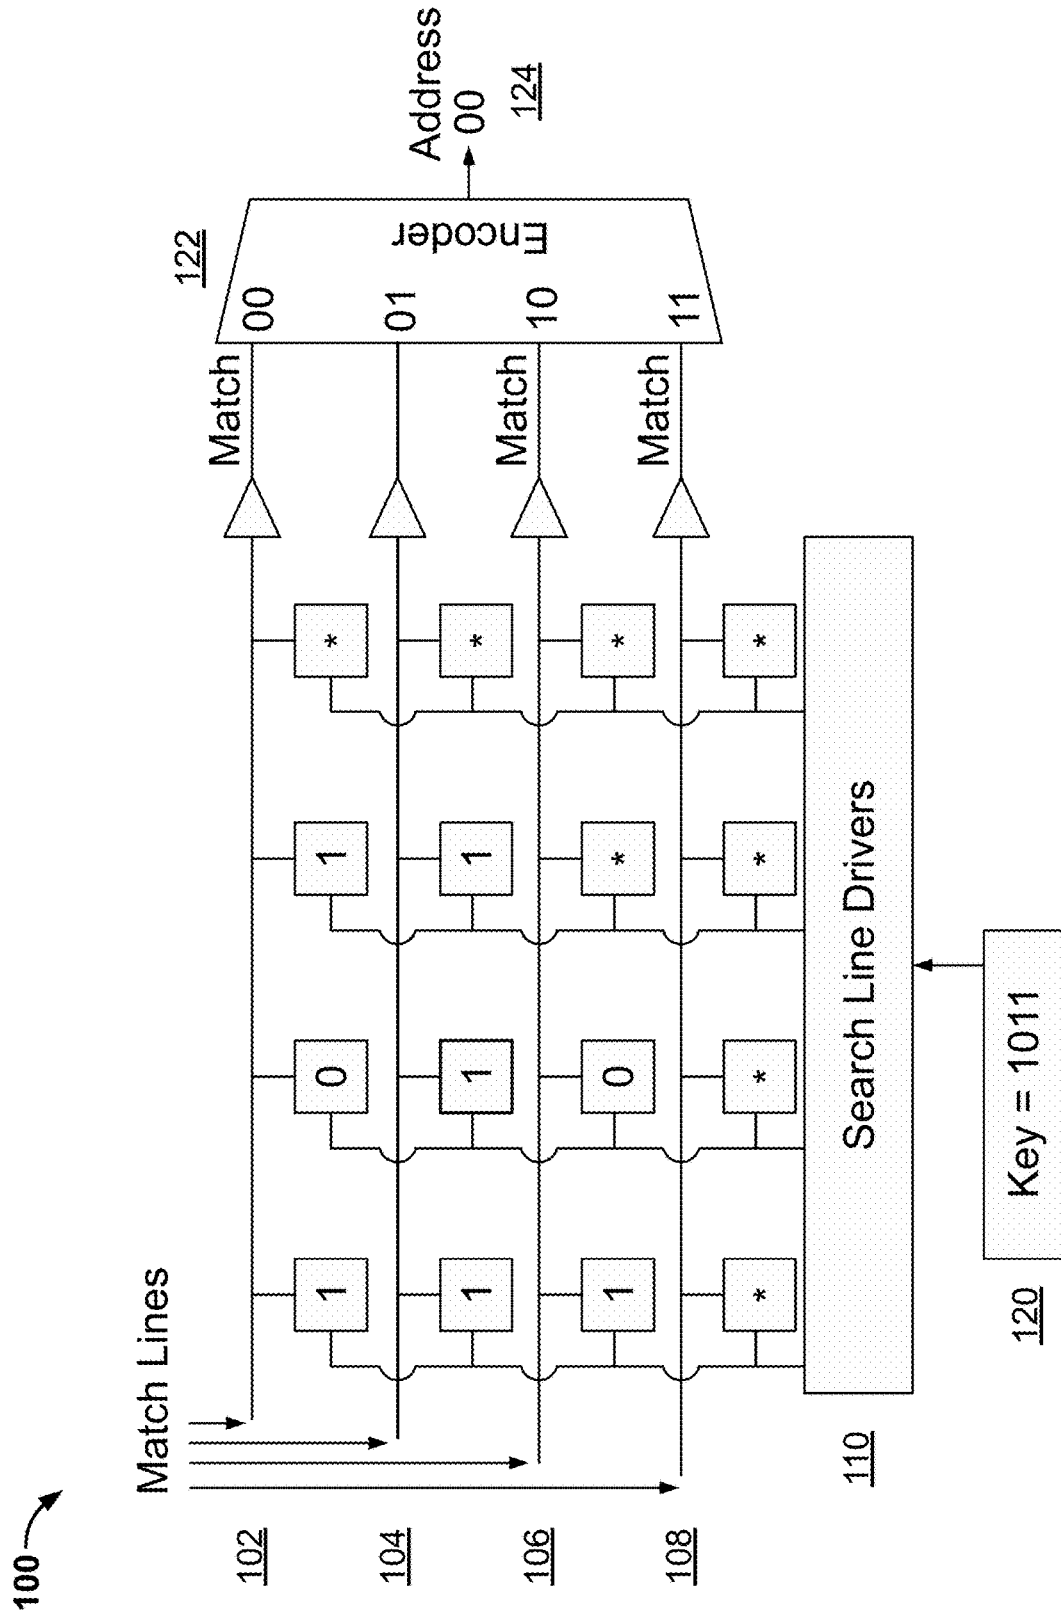 100
Match Lines
102
104
106
108
1 0 1 *
1 1 1 *
1 0 * *
* * * *
Match
Match
Match
122
00
01
10
11
Encoder
Address
00
124
Search Line Drivers
110
Key = 1011
120